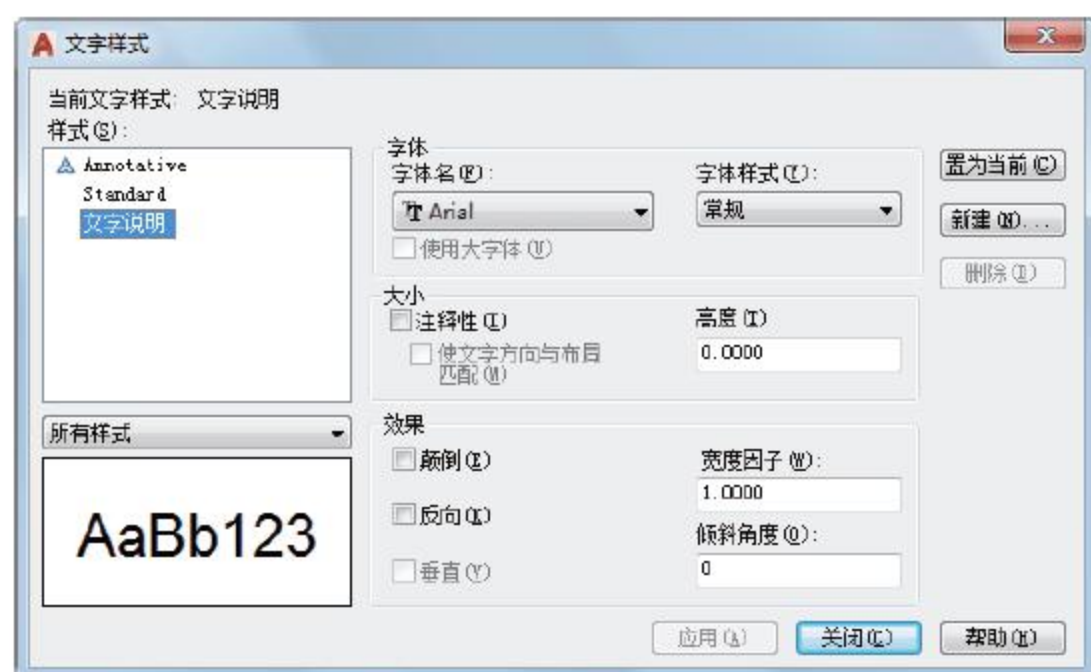 文字样式
当前文字样式: 文字说明
样式(S):
Annotative
Standard
文字说明
所有样式
AaBb123
字体
字体名(F):
Arial
使用大字体(U)
字体样式(Y):
常规
大小
注释性(I)
使文字方向与布局
匹配(M)
高度(T)
0.0000
效果
颠倒(E)
反向(K)
垂直(V)
宽度因子(W):
1.0000
倾斜角度(O):
0
置为当前(C)
新建(N)...
删除(D)
应用(A)
关闭(C)
帮助(H)